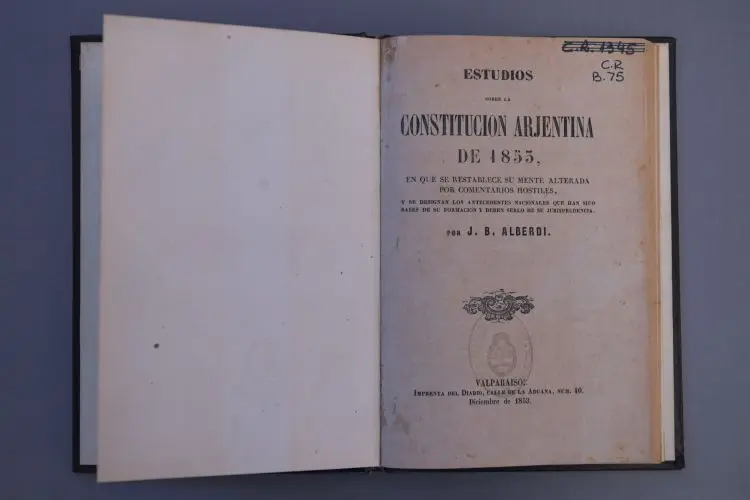 C.R. 1345
C.R
B.75
ESTUDIOS
SOBRE LA
CONSTITUCION ARJENTINA
DE 1853,
EN QUE SE RESTABLECE SU MENTE ALTERADA
POR COMENTARIOS HOSTILES,
Y SE DESIGNAN LOS ANTECEDENTES NACIONALES QUE HAN SIDO
BASES DE SU FORMACION Y DEBEN SERLO DE SU JURISPRUDENCIA.
POR J. B. ALBERDI.
VALPARAISO:
IMPRENTA DEL DIARIO, CALLE DE LA ADUANA, NÚM. 40.
Diciembre de 1853.